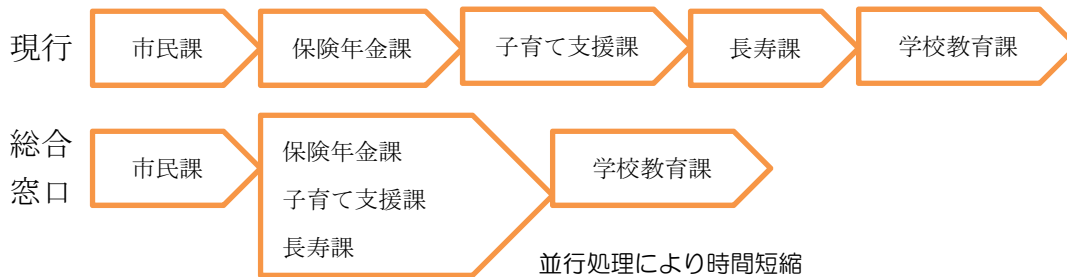 現行
市民課
保険年金課
子育て支援課
長寿課
学校教育課
総合
窓口
市民課
保険年金課
子育て支援課
長寿課
学校教育課
並行処理により時間短縮